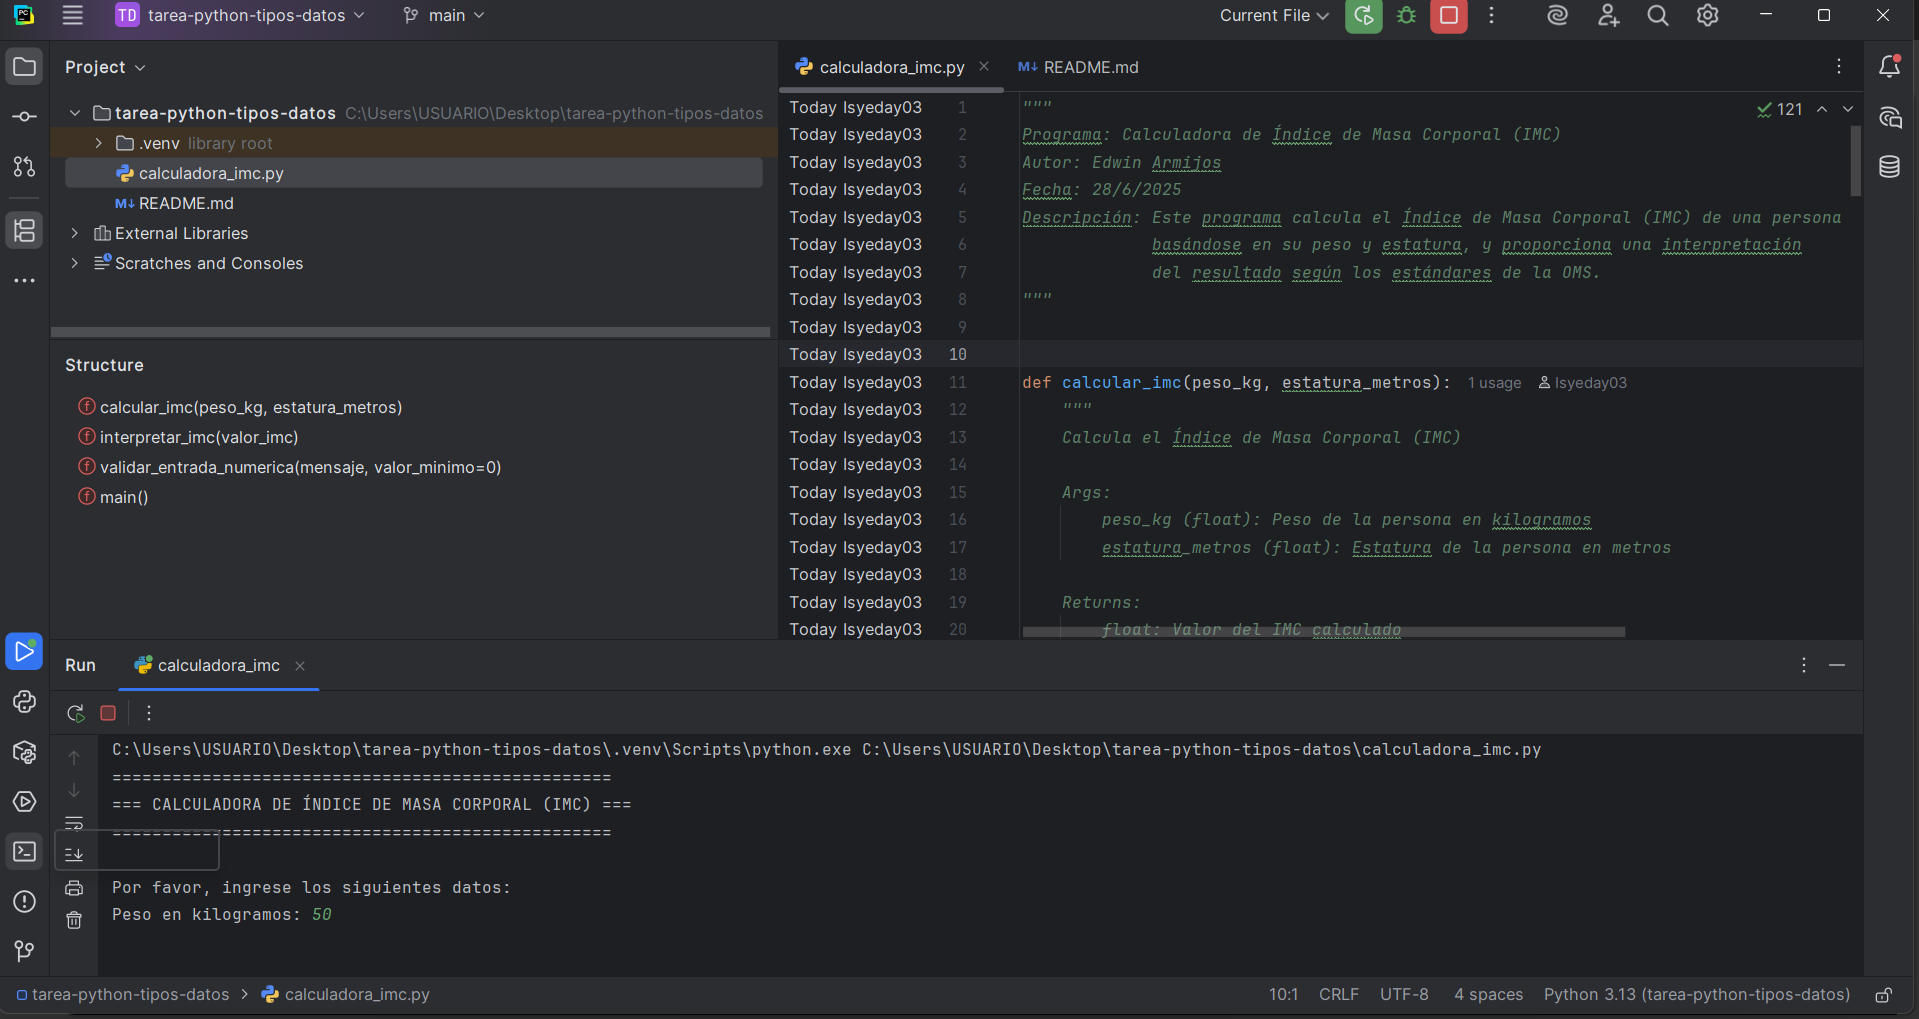 TD tarea-python-tipos-datos main Current File
Project
tarea-python-tipos-datos C:\Users\USUARIO\Desktop\tarea-python-tipos-datos
.venv library root
calculadora_imc.py
README.md
External Libraries
Scratches and Consoles
Structure
calcular_imc(peso_kg, estatura_metros)
interpretar_imc(valor_imc)
validar_entrada_numerica(mensaje, valor_minimo=0)
main()
calculadora_imc.py README.md
121
Today Isyeday03 1 """
Today Isyeday03 2 Programa: Calculadora de Índice de Masa Corporal (IMC)
Today Isyeday03 3 Autor: Edwin Armijos
Today Isyeday03 4 Fecha: 28/6/2025
Today Isyeday03 5 Descripción: Este programa calcula el Índice de Masa Corporal (IMC) de una persona
Today Isyeday03 6 basándose en su peso y estatura, y proporciona una interpretación
Today Isyeday03 7 del resultado según los estándares de la OMS.
Today Isyeday03 8 """
Today Isyeday03 9
Today Isyeday03 10
Today Isyeday03 11 def calcular_imc(peso_kg, estatura_metros): 1 usage Isyeday03
Today Isyeday03 12 """
Today Isyeday03 13 Calcula el Índice de Masa Corporal (IMC)
Today Isyeday03 14
Today Isyeday03 15 Args:
Today Isyeday03 16 peso_kg (float): Peso de la persona en kilogramos
Today Isyeday03 17 estatura_metros (float): Estatura de la persona en metros
Today Isyeday03 18
Today Isyeday03 19 Returns:
Today Isyeday03 20 float: Valor del IMC calculado
Run calculadora_imc
C:\Users\USUARIO\Desktop\tarea-python-tipos-datos\.venv\Scripts\python.exe C:\Users\USUARIO\Desktop\tarea-python-tipos-datos\calculadora_imc.py
==================================================
=== CALCULADORA DE ÍNDICE DE MASA CORPORAL (IMC) ===
==================================================
Por favor, ingrese los siguientes datos:
Peso en kilogramos: 50
tarea-python-tipos-datos > calculadora_imc.py 10:1 CRLF UTF-8 4 spaces Python 3.13 (tarea-python-tipos-datos)